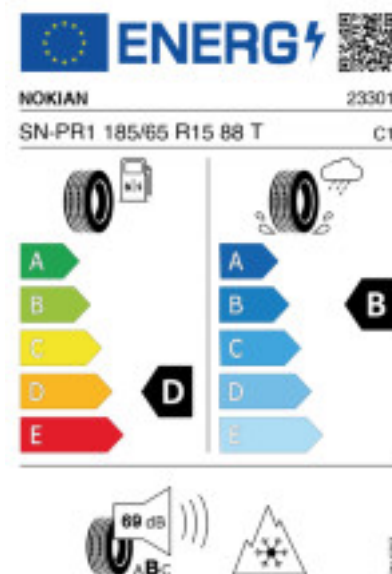 ENERG
NOKIAN 23301
SN-PR1 185/65 R15 88 T C1
A A
B B B
C C
D D D
E E
69 dB
ABC